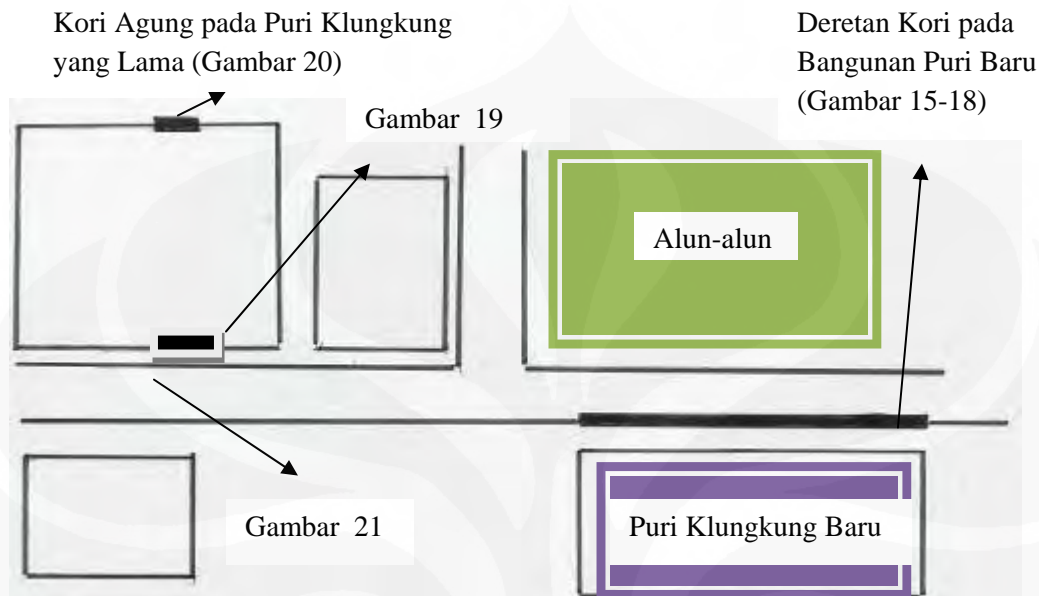 Kori Agung pada Puri Klungkung
yang Lama (Gambar 20)
Deretan Kori pada
Bangunan Puri Baru
(Gambar 15-18)
Gambar 19
Alun-alun
Gambar 21
Puri Klungkung Baru